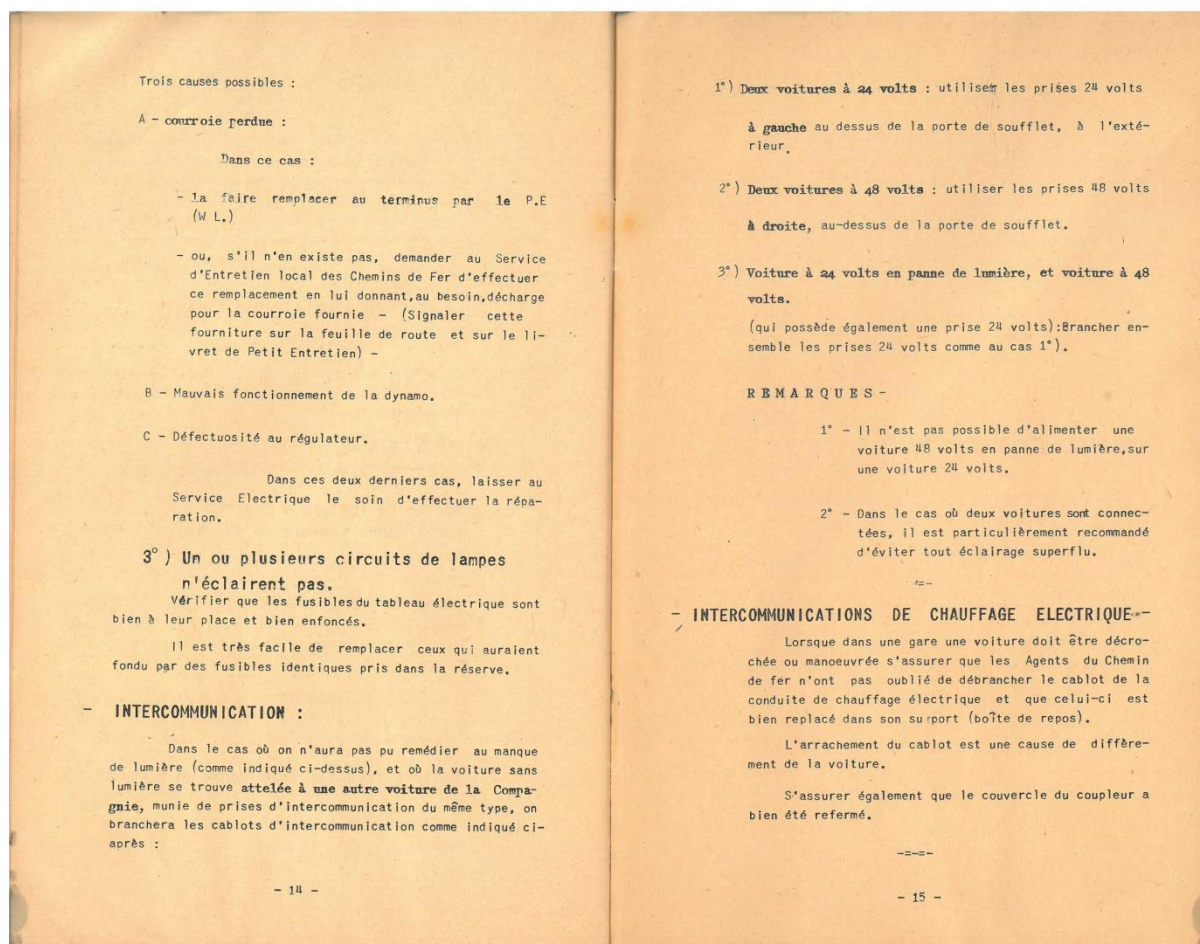 Trois causes possibles :
A - courroie perdue :
Dans ce cas :
- la faire remplacer au terminus par le P.E
(W L.)
- ou, s'il n'en existe pas, demander au Service
d'Entretien local des Chemins de Fer d'effectuer
ce remplacement en lui donnant,au besoin,décharge
pour la courroie fournie - (Signaler cette
fourniture sur la feuille de route et sur le li-
vret de Petit Entretien) -
B - Mauvais fonctionnement de la dynamo.
C - Défectuosité au régulateur.
Dans ces deux derniers cas, laisser au
Service Electrique le soin d'effectuer la répa-
ration.
3°) Un ou plusieurs circuits de lampes
n'éclairent pas.
Vérifier que les fusibles du tableau électrique sont
bien à leur place et bien enfoncés.
Il est très facile de remplacer ceux qui auraient
fondu par des fusibles identiques pris dans la réserve.
- INTERCOMMUNICATION :
Dans le cas où on n'aura pas pu remédier au manque
de lumière (comme indiqué ci-dessus), et où la voiture sans
lumière se trouve attelée à une autre voiture de la Compa-
gnie, munie de prises d'intercommunication du même type, on
branchera les cablots d'intercommunication comme indiqué ci-
après :
- 14 -
1°) Deux voitures à 24 volts : utiliser les prises 24 volts
à gauche au dessus de la porte de soufflet, à l'exté-
rieur.
2°) Deux voitures à 48 volts : utiliser les prises 48 volts
à droite, au-dessus de la porte de soufflet.
3°) Voiture à 24 volts en panne de lumière, et voiture à 48
volts.
(qui possède également une prise 24 volts):Brancher en-
semble les prises 24 volts comme au cas 1°).
REMARQUES-
1° - Il n'est pas possible d'alimenter une
voiture 48 volts en panne de lumière,sur
une voiture 24 volts.
2° - Dans le cas où deux voitures sont connec-
tées, il est particulièrement recommandé
d'éviter tout éclairage superflu.
-=-
- INTERCOMMUNICATIONS DE CHAUFFAGE ELECTRIQUE--
Lorsque dans une gare une voiture doit être décro-
chée ou manoeuvrée s'assurer que les Agents du Chemin
de fer n'ont pas oublié de débrancher le cablot de la
conduite de chauffage électrique et que celui-ci est
bien replacé dans son support (boîte de repos).
L'arrachement du cablot est une cause de diffère-
ment de la voiture.
S'assurer également que le couvercle du coupleur a
bien été refermé.
-=-=-
- 15 -